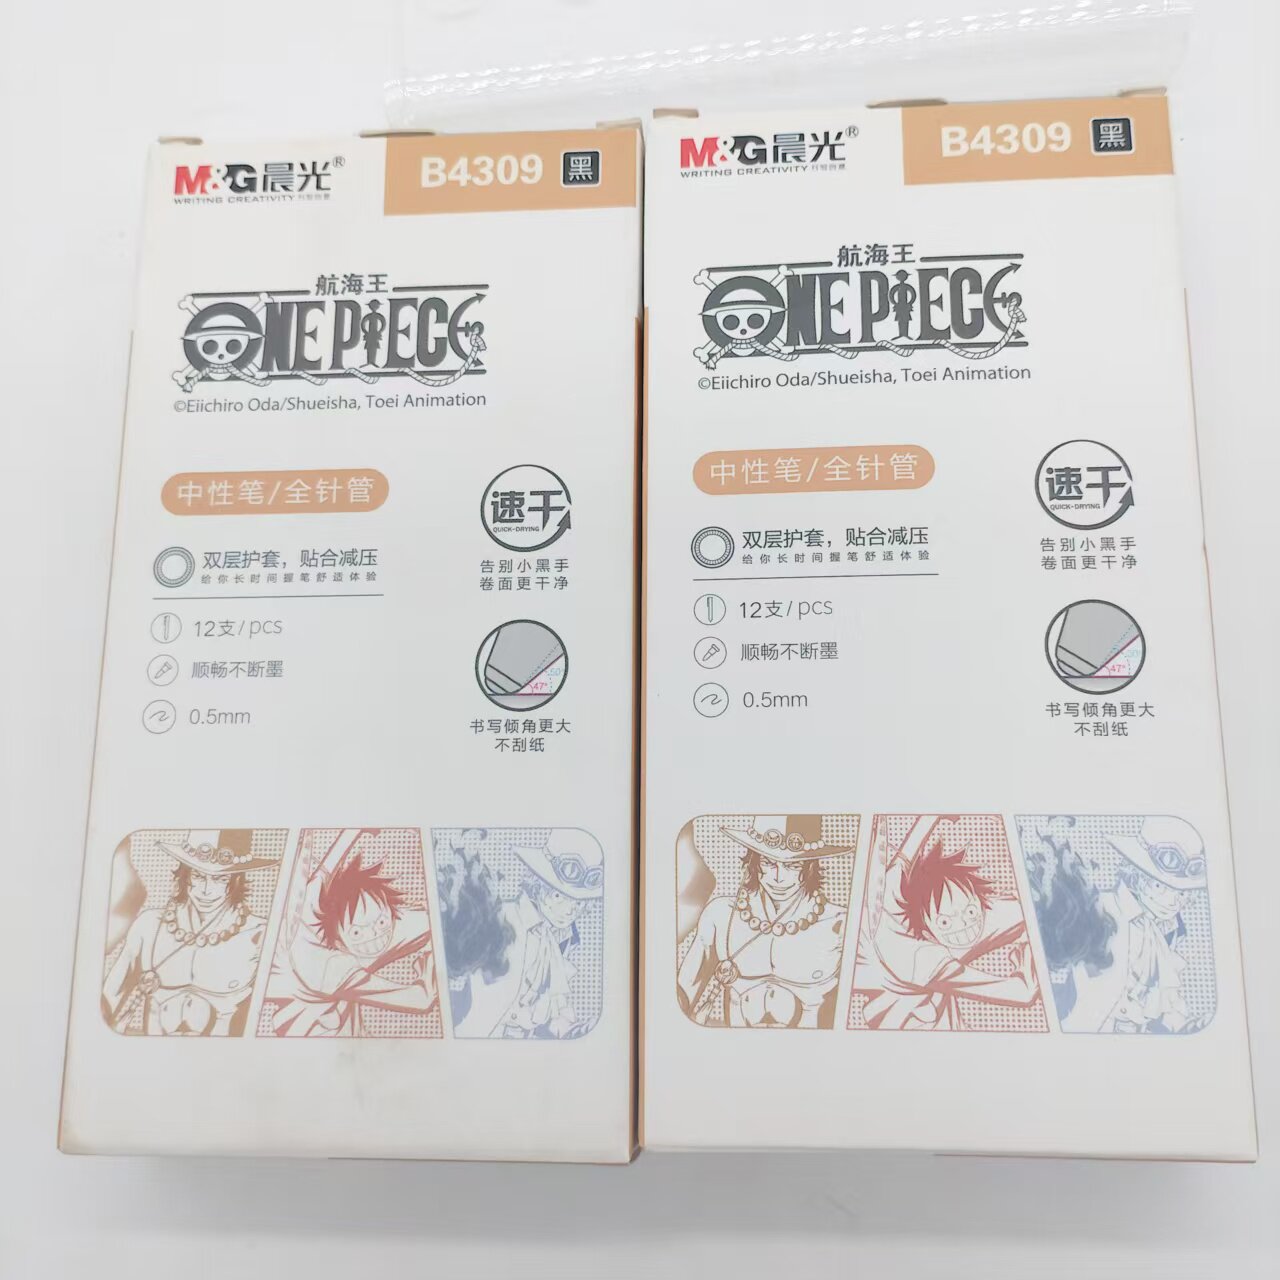 M&G晨光®
WRITING CREATIVITY
B4309 黑
航海王
ONE PIECE
©Eiichiro Oda/Shueisha, Toei Animation
中性笔/全针管
双层护套，贴合减压
给你长时间握笔舒适体验
12支/pcs
顺畅不断墨
0.5mm
速干
QUICK-DRYING
告别小黑手
卷面更干净
50°
47°
书写倾角更大
不刮纸
M&G晨光®
WRITING CREATIVITY
B4309 黑
航海王
ONE PIECE
©Eiichiro Oda/Shueisha, Toei Animation
中性笔/全针管
双层护套，贴合减压
给你长时间握笔舒适体验
12支/pcs
顺畅不断墨
0.5mm
速干
QUICK-DRYING
告别小黑手
卷面更干净
50°
47°
书写倾角更大
不刮纸